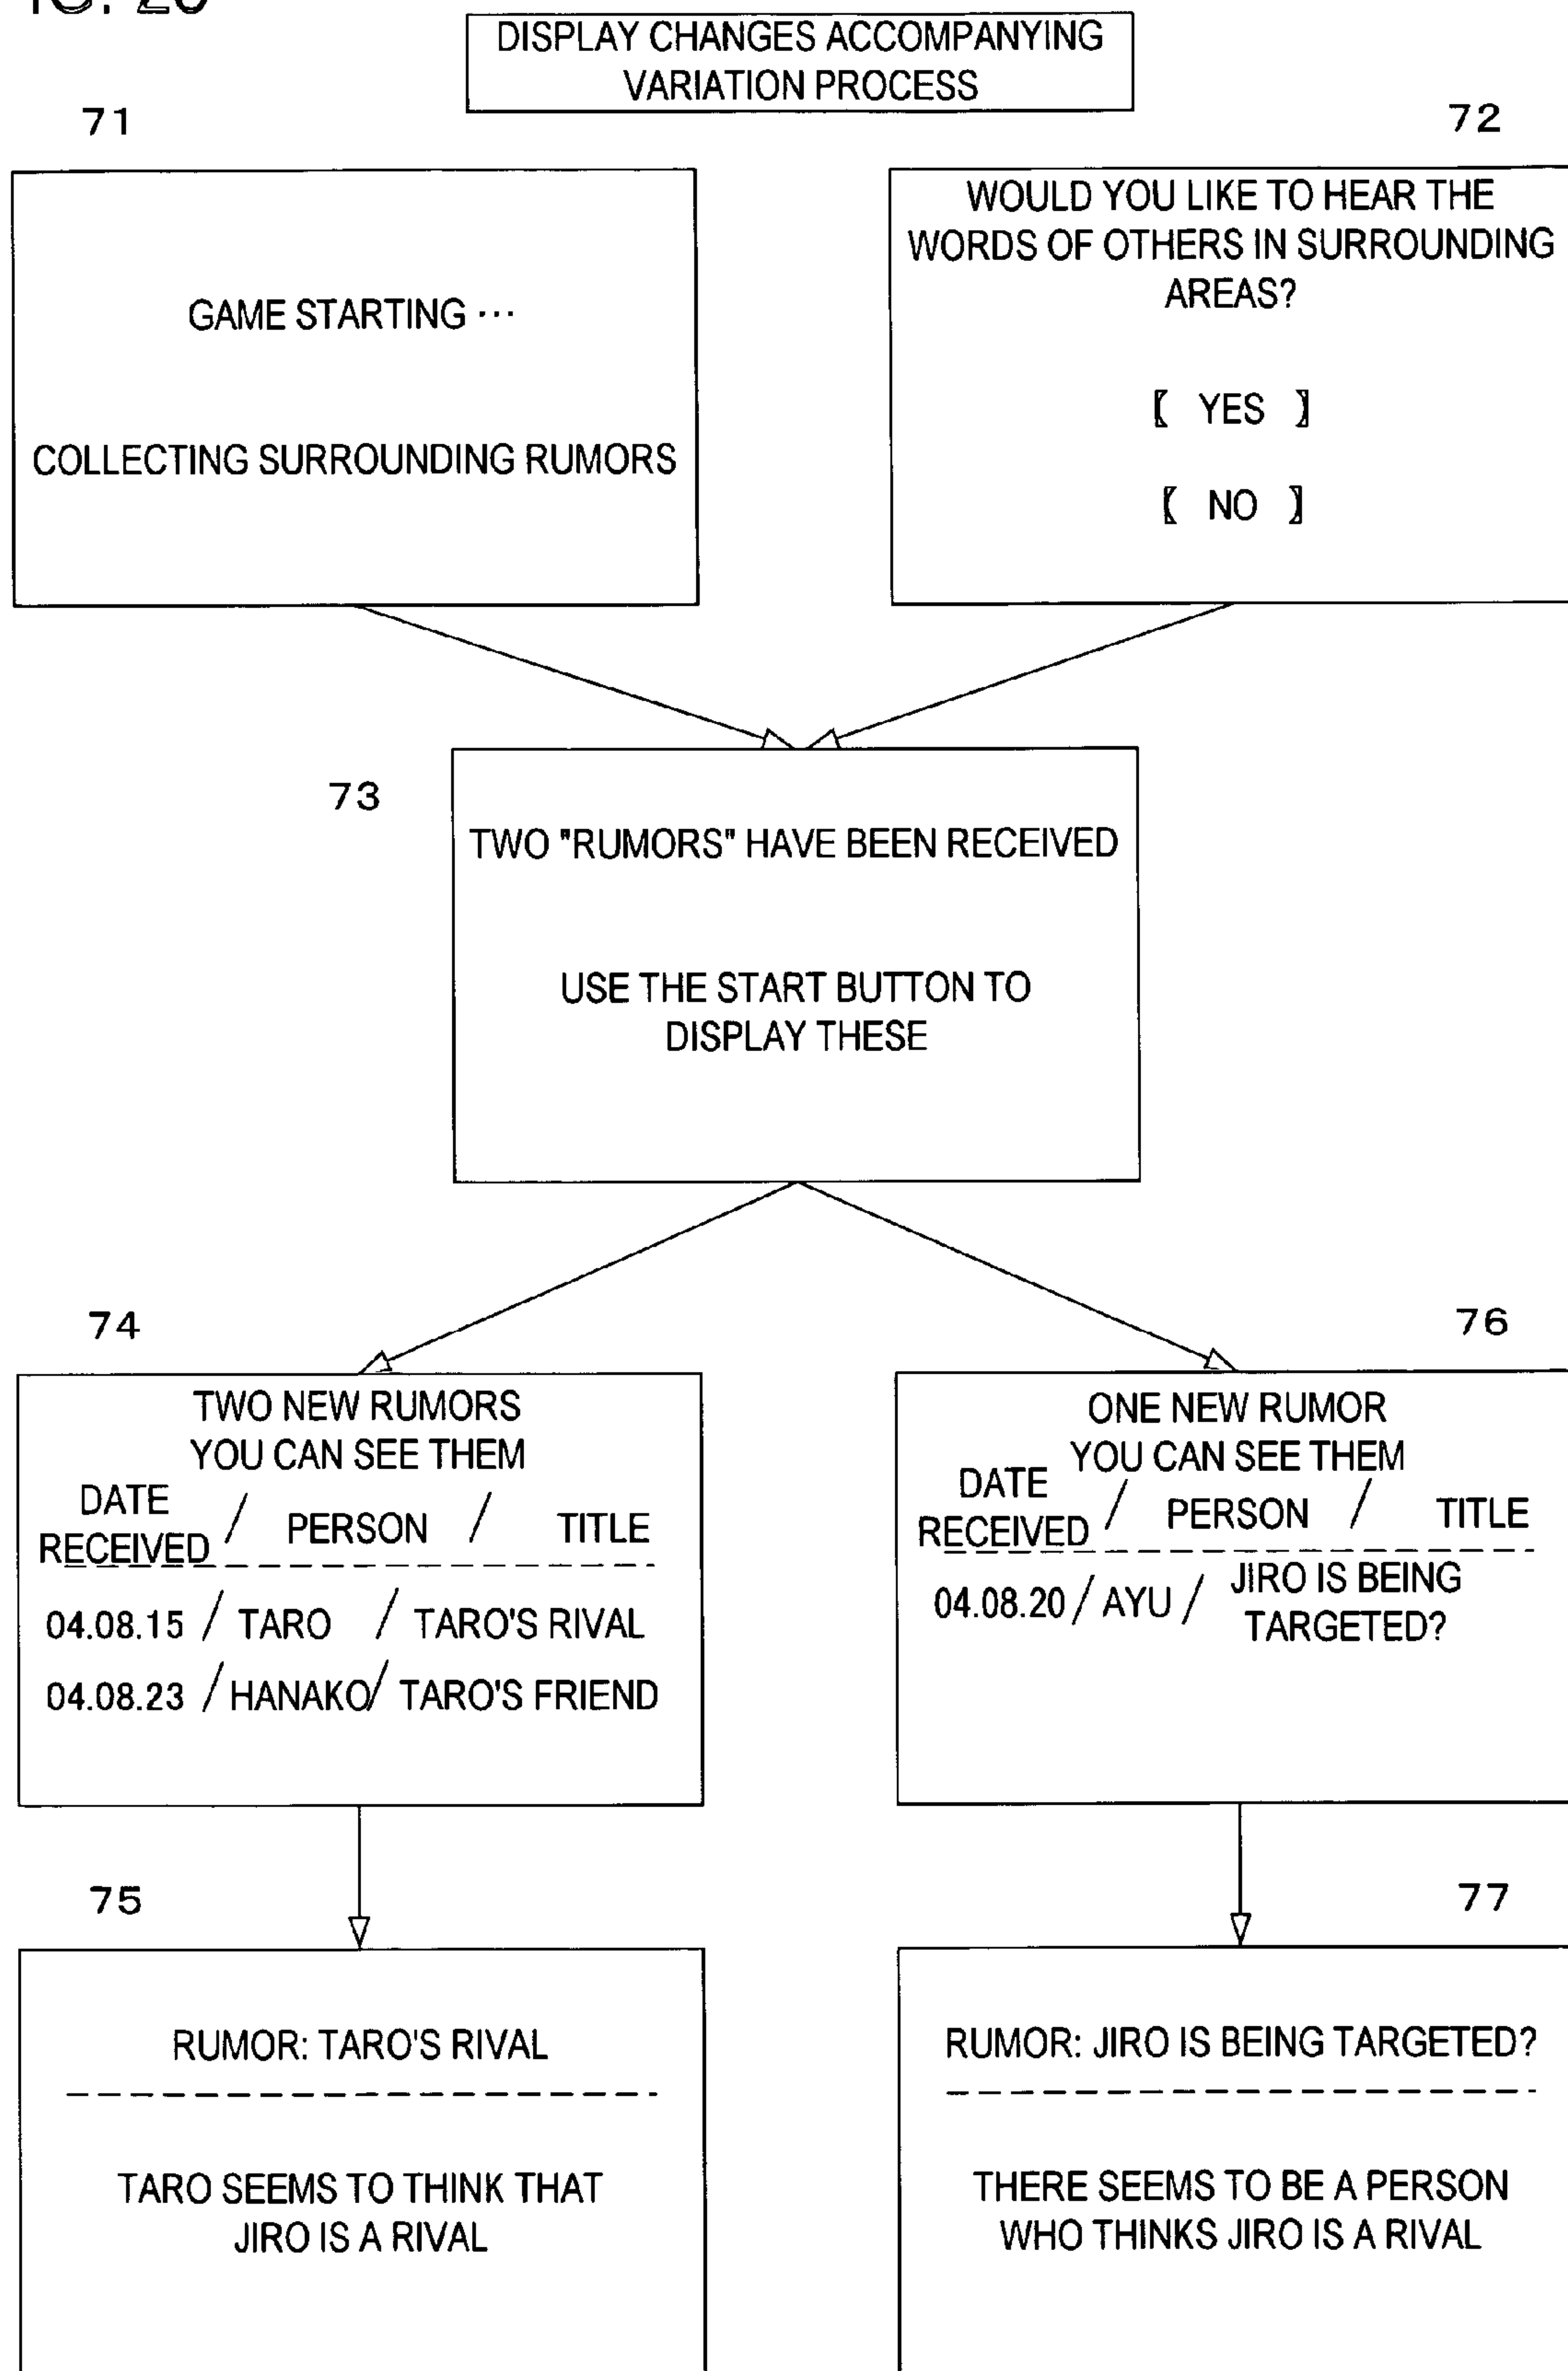 DISPLAY CHANGES ACCOMPANYING
VARIATION PROCESS
71
72
GAME STARTING ···
COLLECTING SURROUNDING RUMORS
WOULD YOU LIKE TO HEAR THE
WORDS OF OTHERS IN SURROUNDING
AREAS?
〖 YES 〗
〖 NO 〗
73
TWO "RUMORS" HAVE BEEN RECEIVED
USE THE START BUTTON TO
DISPLAY THESE
74
TWO NEW RUMORS
YOU CAN SEE THEM
DATE
RECEIVED / PERSON / TITLE
04.08.15 / TARO / TARO'S RIVAL
04.08.23 / HANAKO / TARO'S FRIEND
76
ONE NEW RUMOR
YOU CAN SEE THEM
DATE
RECEIVED / PERSON / TITLE
04.08.20 / AYU / JIRO IS BEING
TARGETED?
75
RUMOR: TARO'S RIVAL
TARO SEEMS TO THINK THAT
JIRO IS A RIVAL
77
RUMOR: JIRO IS BEING TARGETED?
THERE SEEMS TO BE A PERSON
WHO THINKS JIRO IS A RIVAL